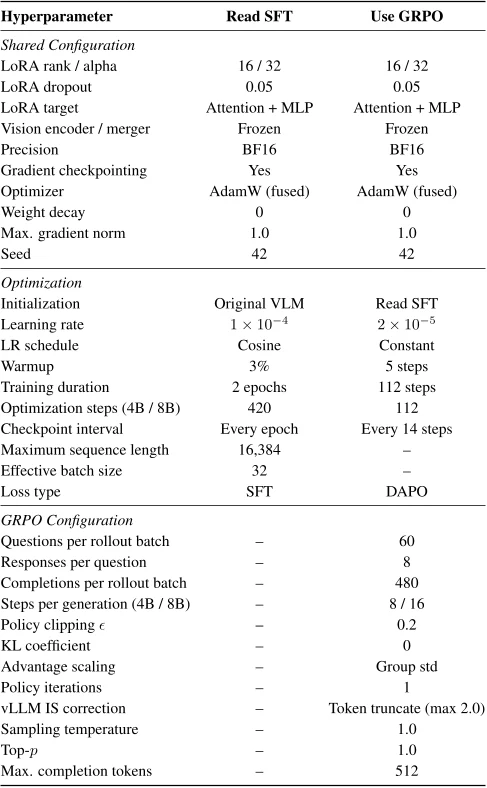 Hyperparameter Read SFT Use GRPO
Shared Configuration
LoRA rank / alpha 16 / 32 16 / 32
LoRA dropout 0.05 0.05
LoRA target Attention + MLP Attention + MLP
Vision encoder / merger Frozen Frozen
Precision BF16 BF16
Gradient checkpointing Yes Yes
Optimizer AdamW (fused) AdamW (fused)
Weight decay 0 0
Max. gradient norm 1.0 1.0
Seed 42 42
Optimization
Initialization Original VLM Read SFT
Learning rate 1 × 10⁻⁴ 2 × 10⁻⁵
LR schedule Cosine Constant
Warmup 3% 5 steps
Training duration 2 epochs 112 steps
Optimization steps (4B / 8B) 420 112
Checkpoint interval Every epoch Every 14 steps
Maximum sequence length 16,384 –
Effective batch size 32 –
Loss type SFT DAPO
GRPO Configuration
Questions per rollout batch – 60
Responses per question – 8
Completions per rollout batch – 480
Steps per generation (4B / 8B) – 8 / 16
Policy clipping ϵ – 0.2
KL coefficient – 0
Advantage scaling – Group std
Policy iterations – 1
vLLM IS correction – Token truncate (max 2.0)
Sampling temperature – 1.0
Top-p – 1.0
Max. completion tokens – 512